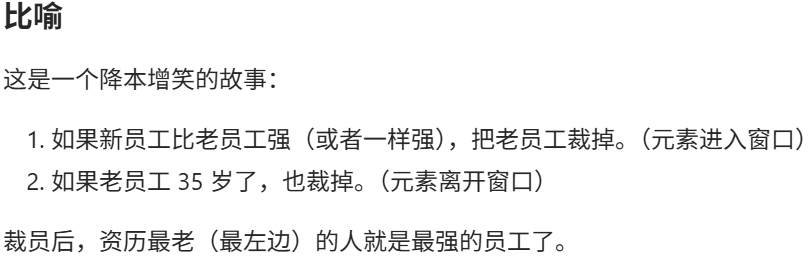 比喻
这是一个降本增笑的故事：
1. 如果新员工比老员工强（或者一样强），把老员工裁掉。（元素进入窗口）
2. 如果老员工 35 岁了，也裁掉。（元素离开窗口）
裁员后，资历最老（最左边）的人就是最强的员工了。